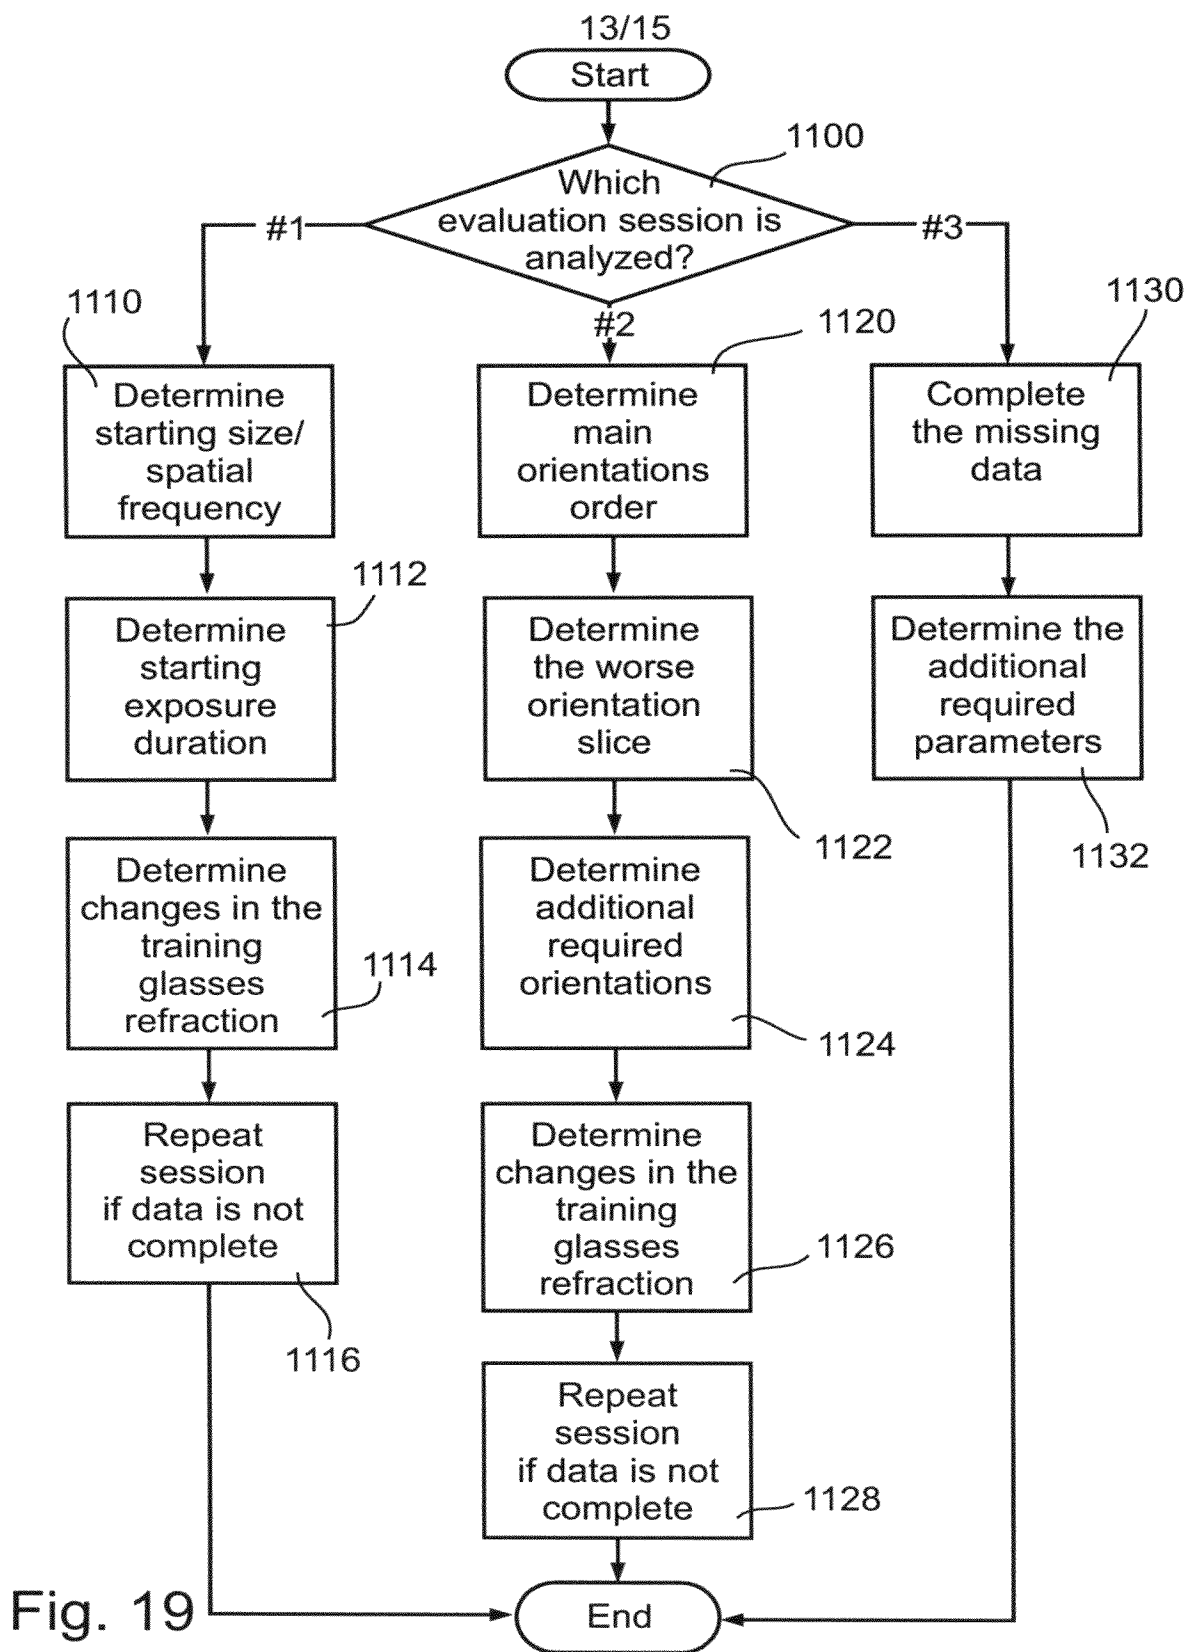 13/15
Start
1100
Which
evaluation session is
analyzed?
#1
#2
#3
1110
Determine
starting size/
spatial
frequency
1112
Determine
starting
exposure
duration
Determine
changes in the
training
glasses
refraction
1114
Repeat
session
if data is not
complete
1116
1120
Determine
main
orientations
order
Determine
the worse
orientation
slice
1122
Determine
additional
required
orientations
1124
Determine
changes in the
training
glasses
refraction
1126
Repeat
session
if data is not
complete
1128
1130
Complete
the missing
data
Determine the
additional
required
parameters
1132
End
Fig. 19